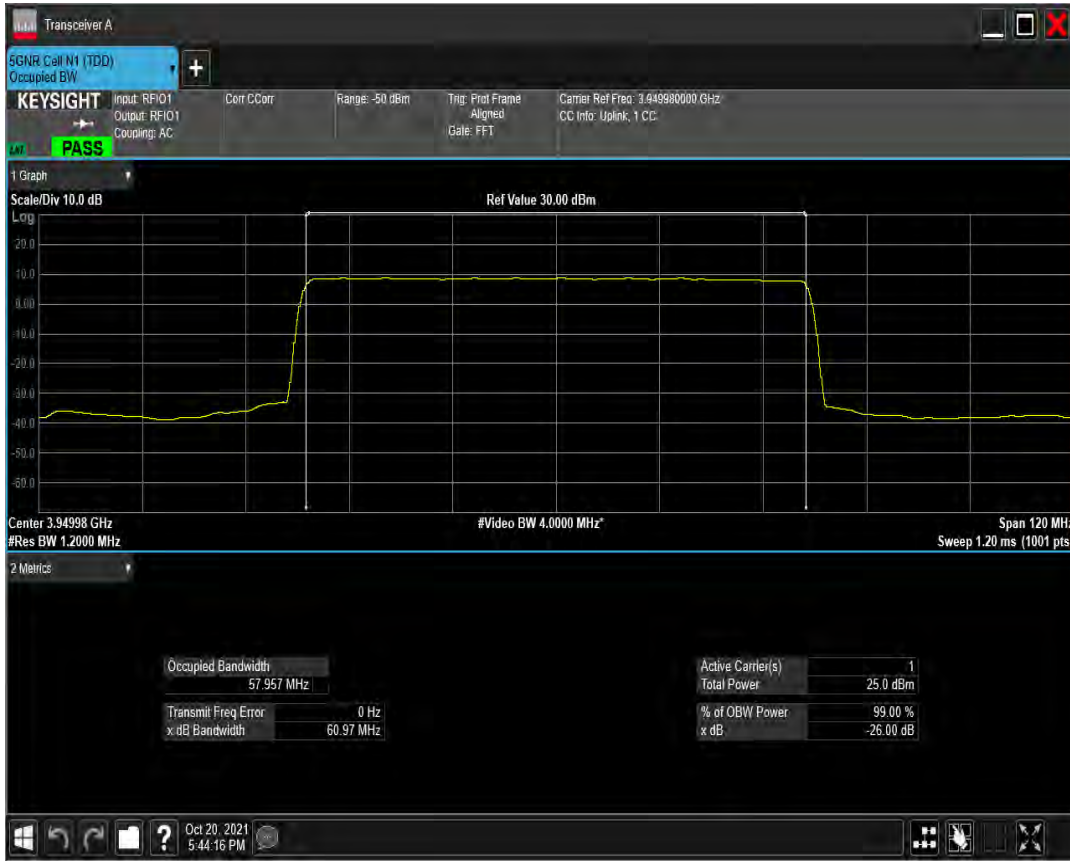 Transceiver A
5GNR Cell N1 (TDD)
Occupied BW
+
KEYSIGHT
PASS
Input: RFIO1
Output: RFIO1
Coupling: AC
Corr CCorr
Range: -50 dBm
Trig: Prot Frame
Aligned
Gate: FFT
Carrier Ref Freq: 3.949980000 GHz
CC Info: Uplink, 1 CC
1 Graph
Scale/Div 10.0 dB
Ref Value 30.00 dBm
Log
20.0
10.0
0.00
-10.0
-20.0
-30.0
-40.0
-50.0
-60.0
Center 3.94998 GHz
#Video BW 4.0000 MHz*
Span 120 MHz
#Res BW 1.2000 MHz
Sweep 1.20 ms (1001 pts
2 Metrics
Occupied Bandwidth
57.957 MHz
Transmit Freq Error 0 Hz
x dB Bandwidth 60.97 MHz
Active Carrier(s) 1
Total Power 25.0 dBm
% of OBW Power 99.00 %
x dB -26.00 dB
?
Oct 20, 2021
5:44:16 PM